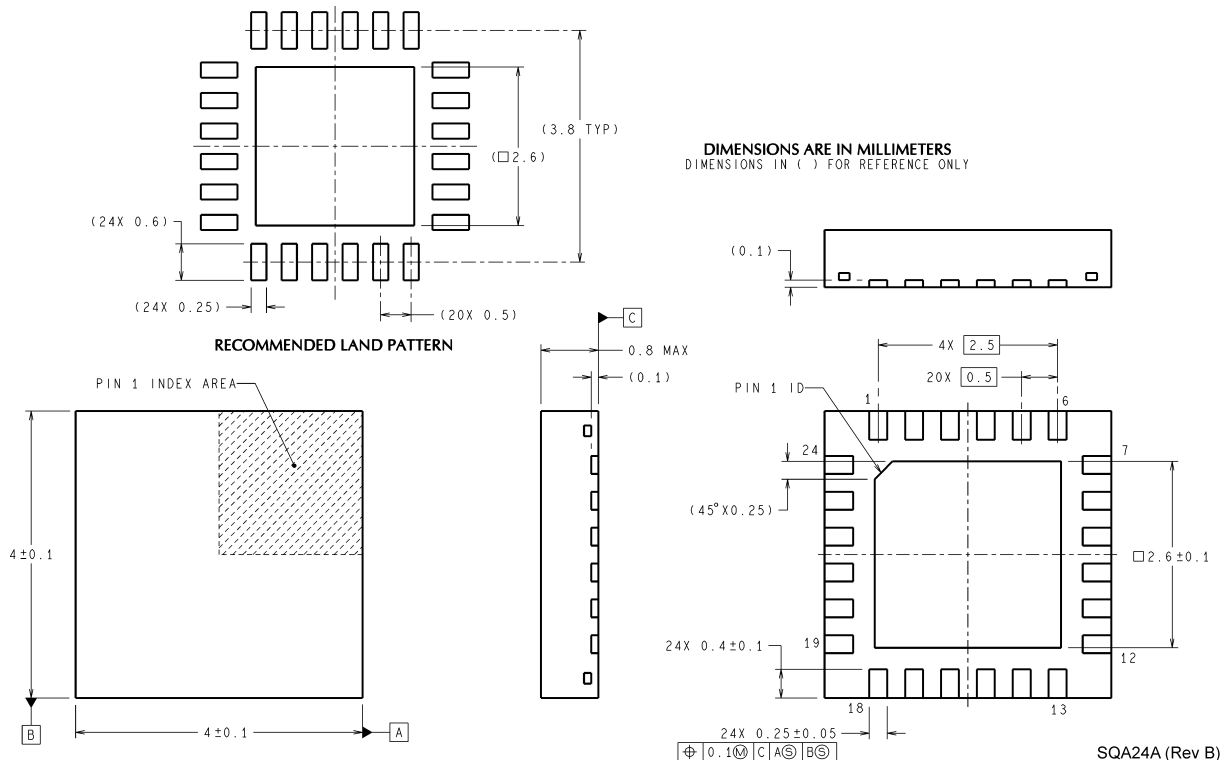 (3.8 TYP)
(□2.6)
DIMENSIONS ARE IN MILLIMETERS
DIMENSIONS IN ( ) FOR REFERENCE ONLY
(24X 0.6)
(0.1)
(24X 0.25)
(20X 0.5)
RECOMMENDED LAND PATTERN
C
0.8 MAX
(0.1)
4X 2.5
20X 0.5
PIN 1 INDEX AREA
PIN 1 ID
1
6
24
7
(45°X0.25)
4±0.1
□2.6±0.1
24X 0.4±0.1
19
12
18
13
B
4±0.1
A
24X 0.25±0.05
⌖ 0.1Ⓜ C AⓈ BⓈ
SQA24A (Rev B)